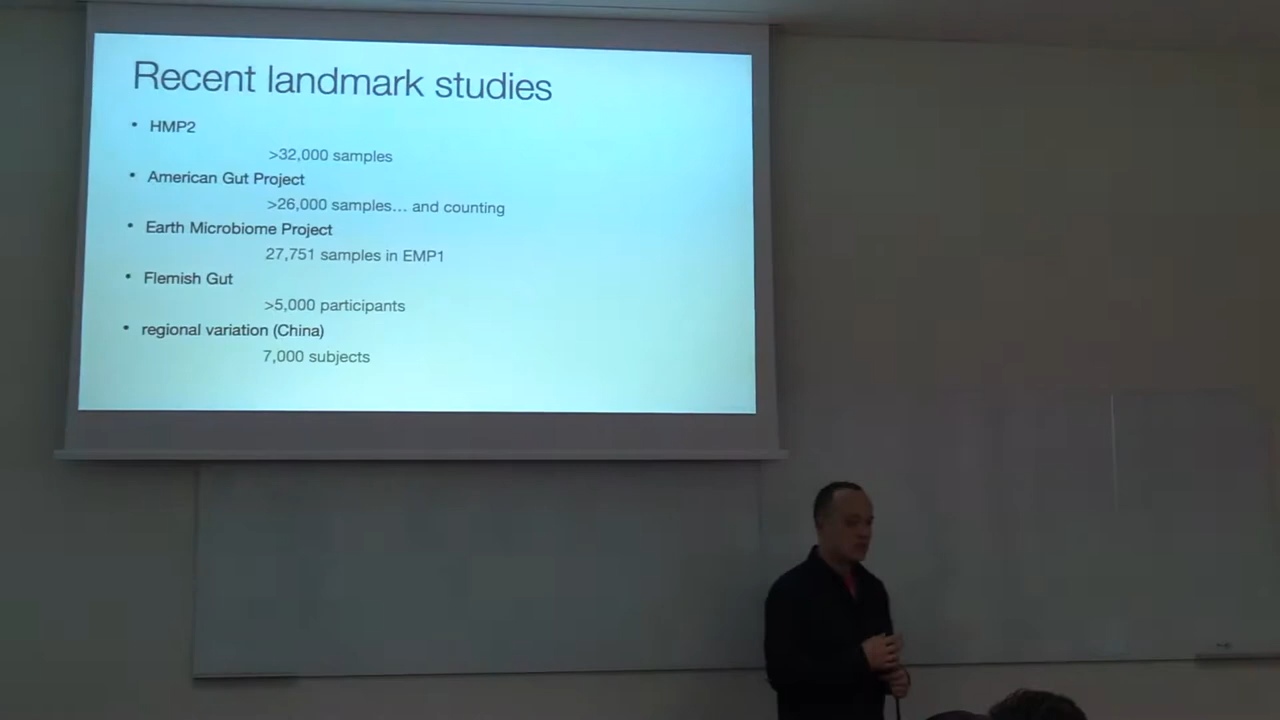 Recent landmark studies
• HMP2
>32,000 samples
• American Gut Project
>26,000 samples... and counting
• Earth Microbiome Project
27,751 samples in EMP1
• Flemish Gut
>5,000 participants
• regional variation (China)
7,000 subjects